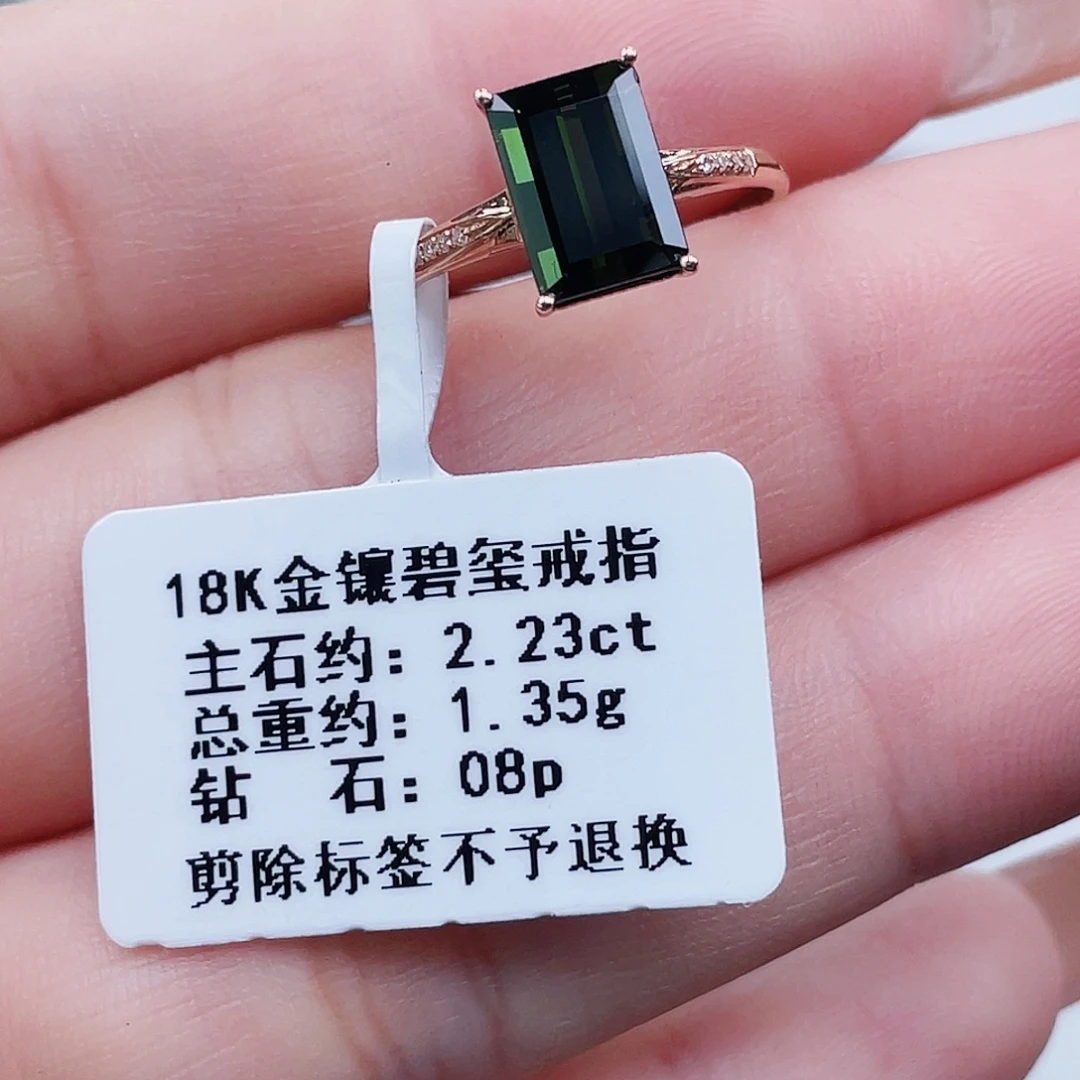 18K金镶碧玺戒指
主石约：2.23ct
总重约：1.35g
钻 石：08p
剪除标签不予退换